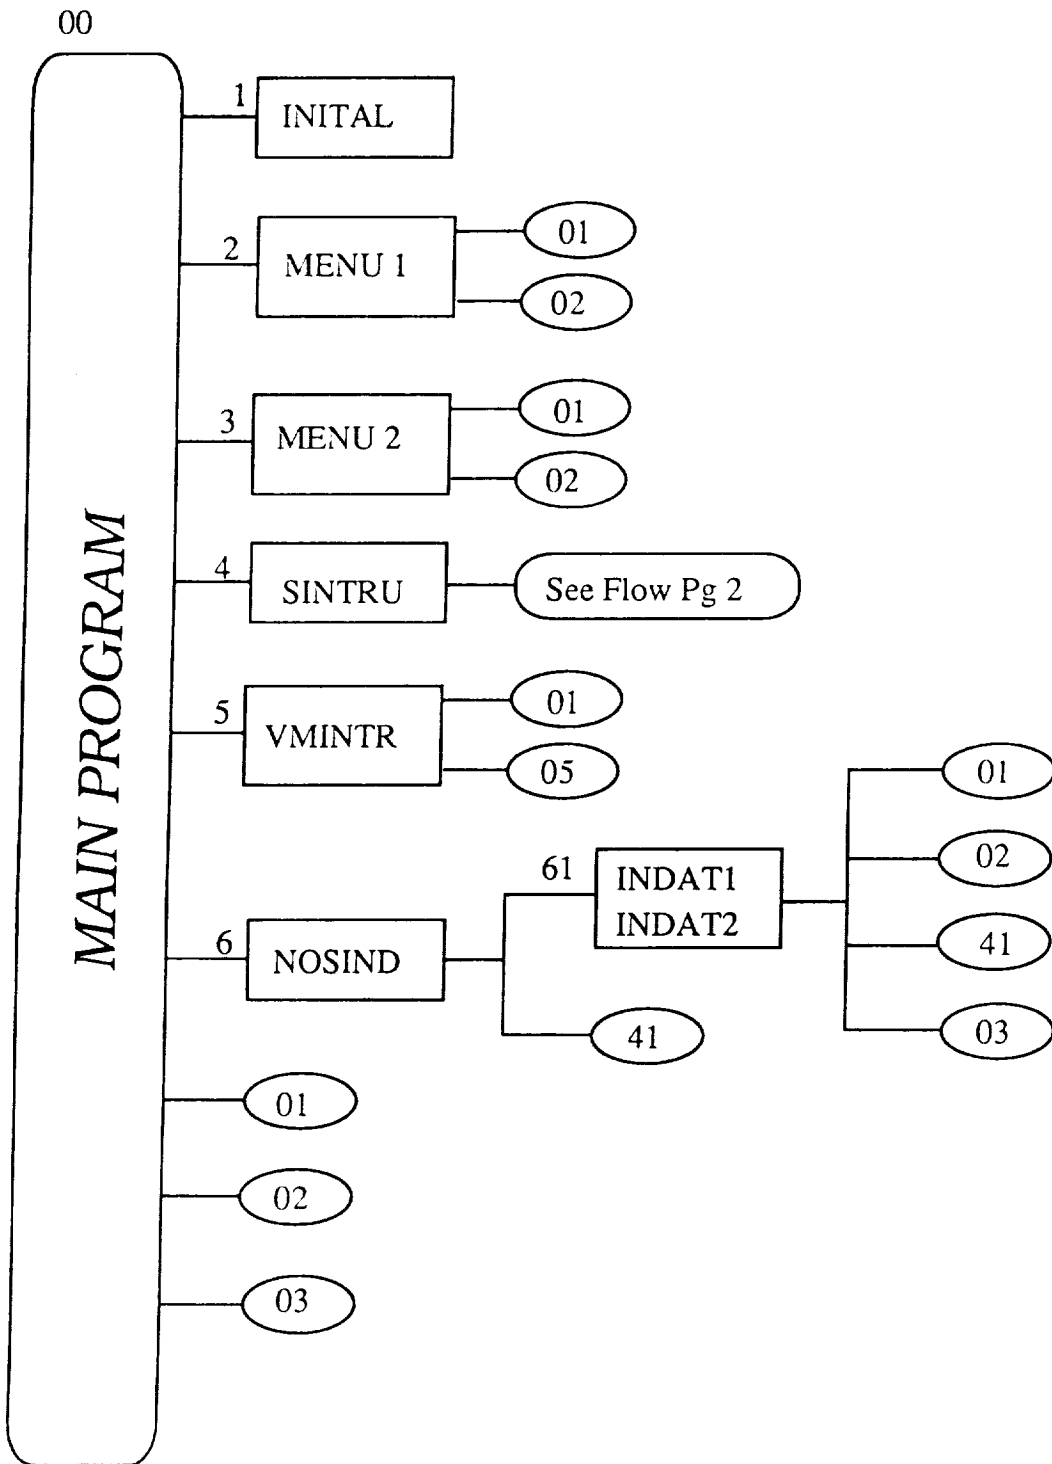 00
MAIN PROGRAM
1
INITAL
2
MENU 1
01
02
3
MENU 2
01
02
4
SINTRU
See Flow Pg 2
5
VMINTR
01
05
6
NOSIND
61
INDAT1
INDAT2
01
02
41
03
41
01
02
03